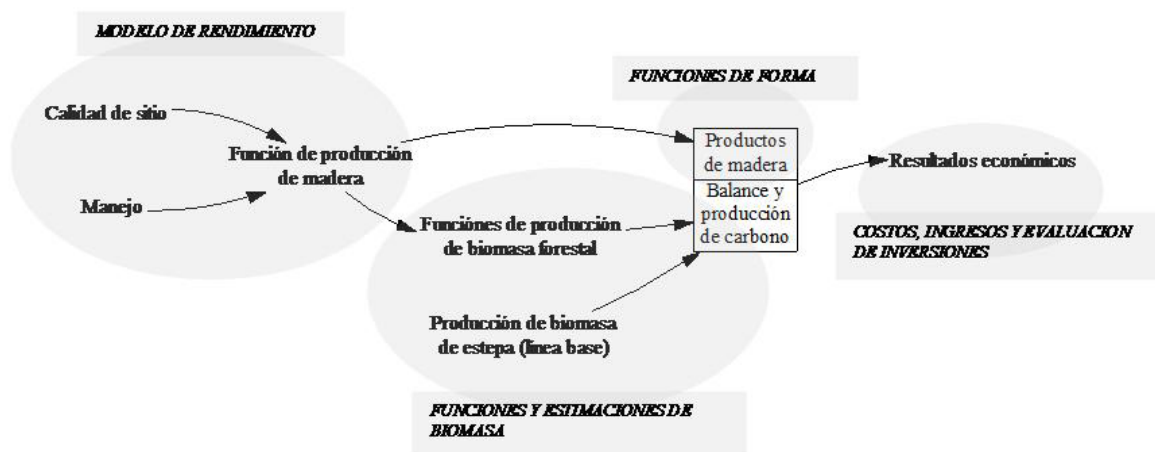 MODELO DE RENDIMIENTO
FUNCIONES DE FORMA
Calidad de sitio
Función de producción
de madera
Manejo
Productos
de madera
Balance y
producción
de carbono
Resultados económicos
Funciónes de producción
de biomasa forestal
COSTOS, INGRESOS Y EVALUACION
DE INVERSIONES
Producción de biomasa
de estepa (línea base)
FUNCIONES Y ESTIMACIONES DE
BIOMASA